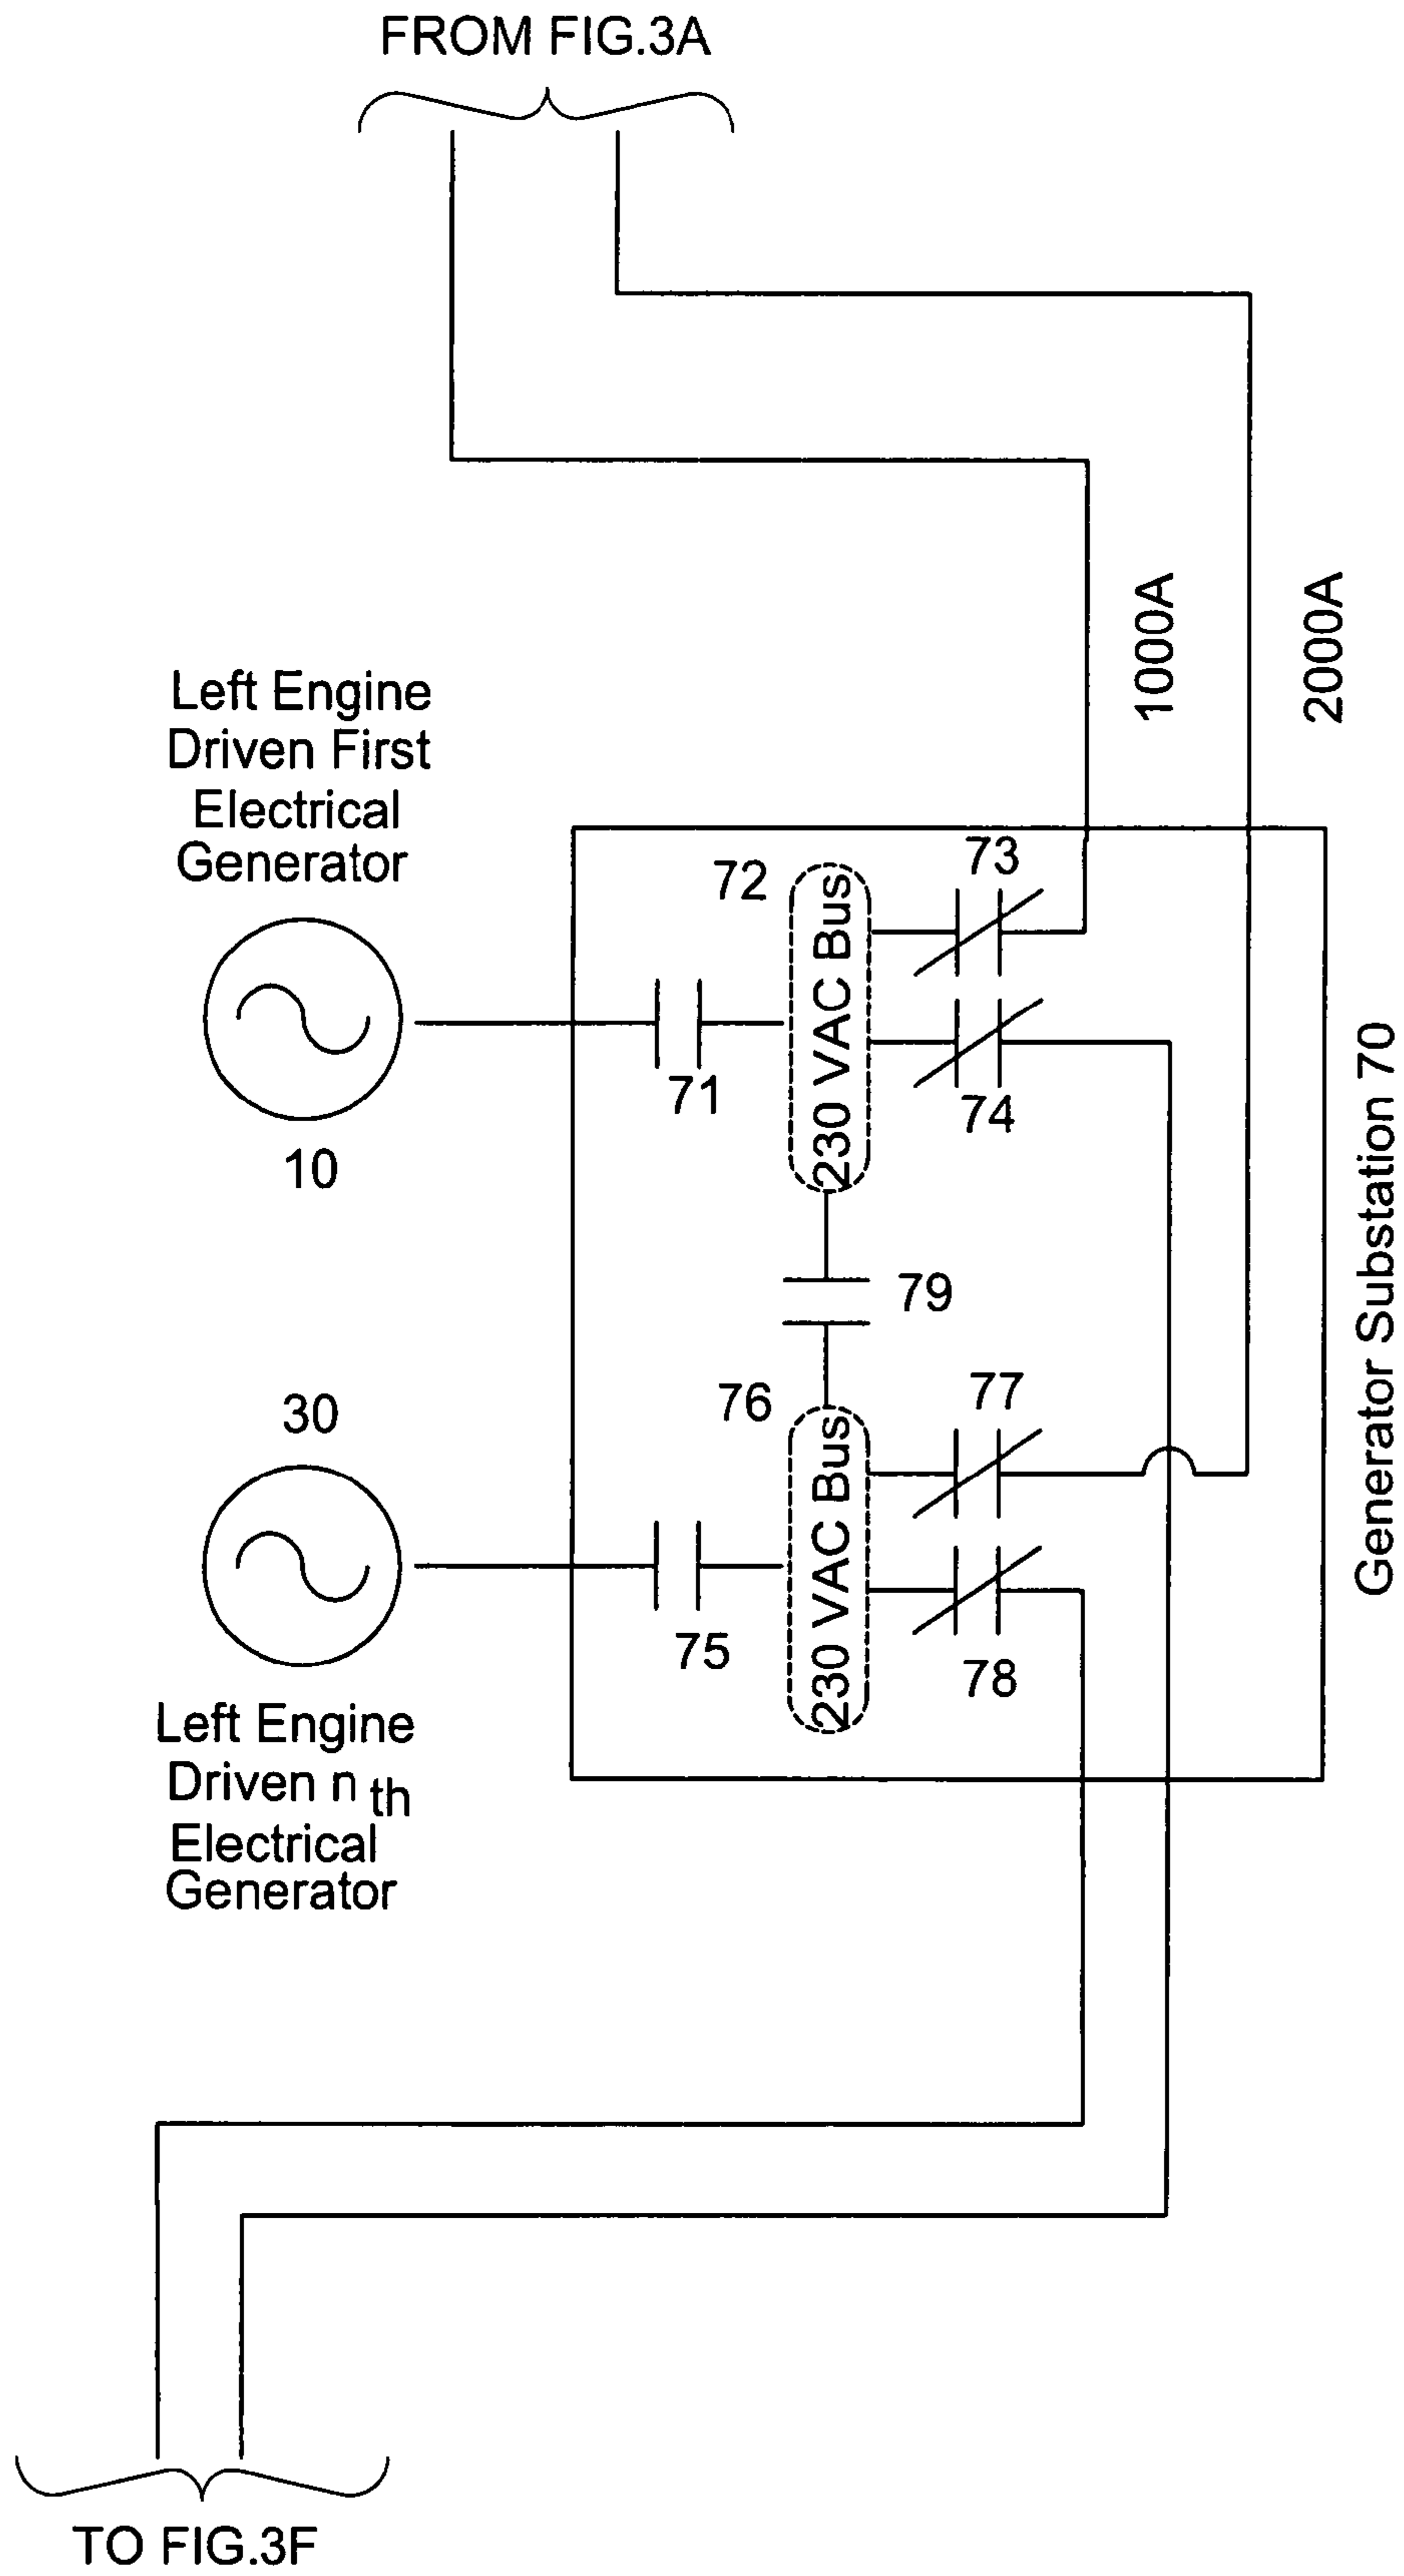 FROM FIG.3A
1000A
2000A
Left Engine
Driven First
Electrical
Generator
10
72
230 VAC Bus
73
71
74
79
Generator Substation 70
30
76
230 VAC Bus
77
75
78
Left Engine
Driven n th
Electrical
Generator
TO FIG.3F